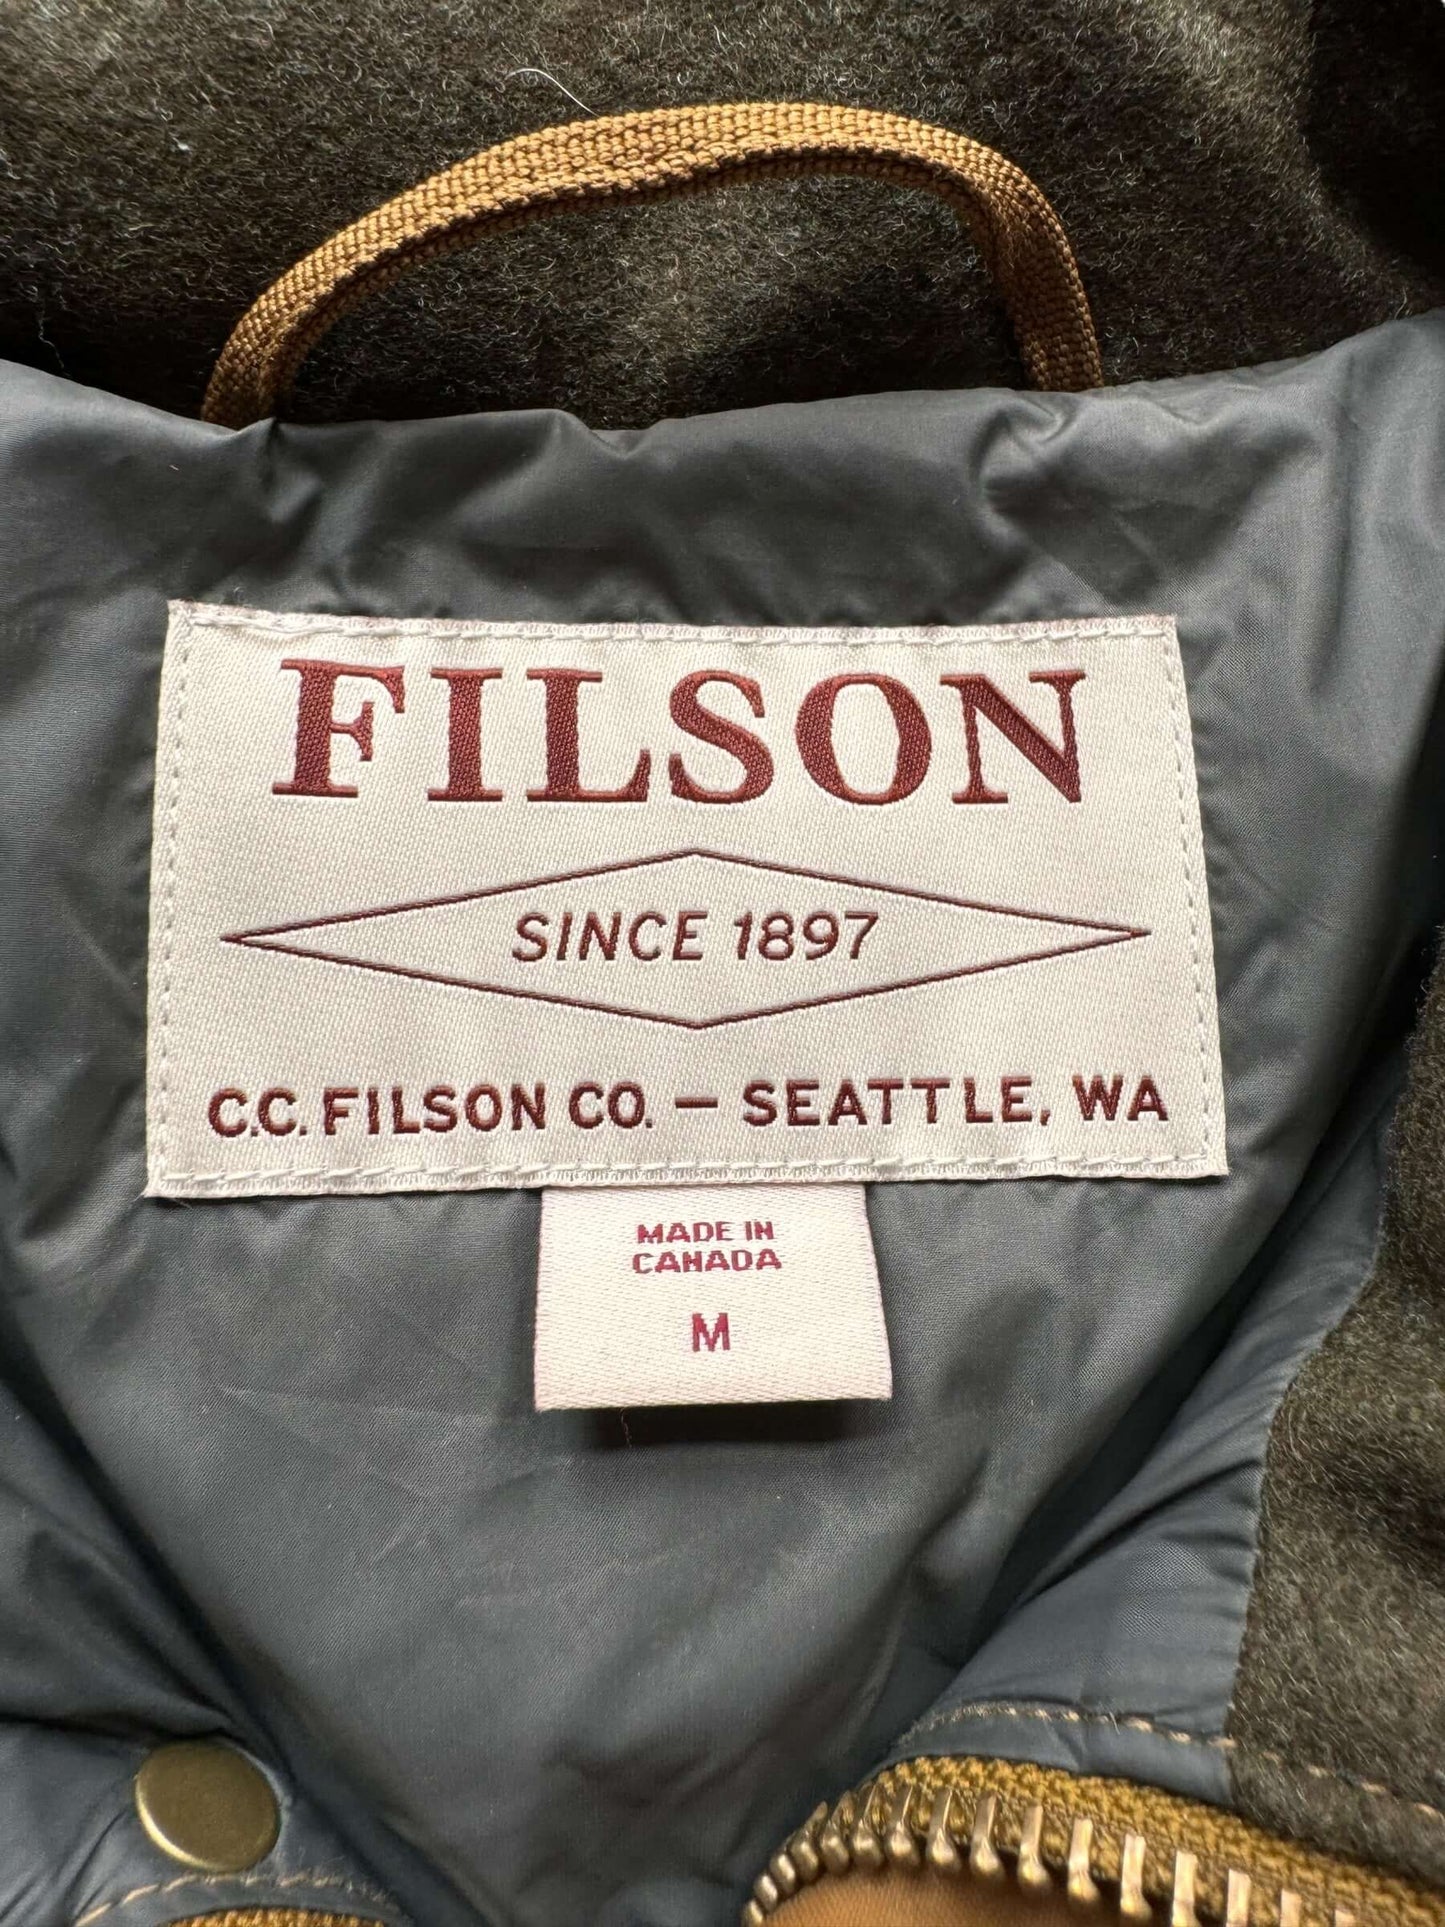 FILSON
SINCE 1897
C.C. FILSON CO. — SEATTLE, WA
MADE IN
CANADA
M